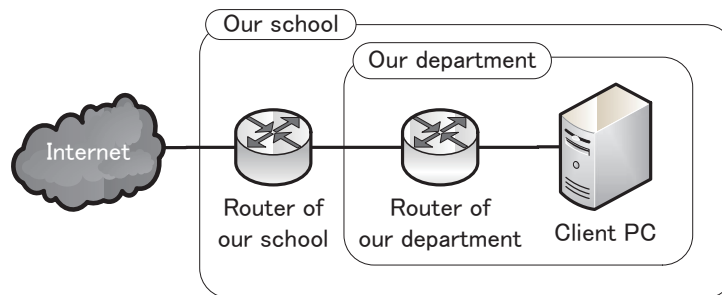 Our school
Our department
Internet
Router of
our school
Router of
our department
Client PC